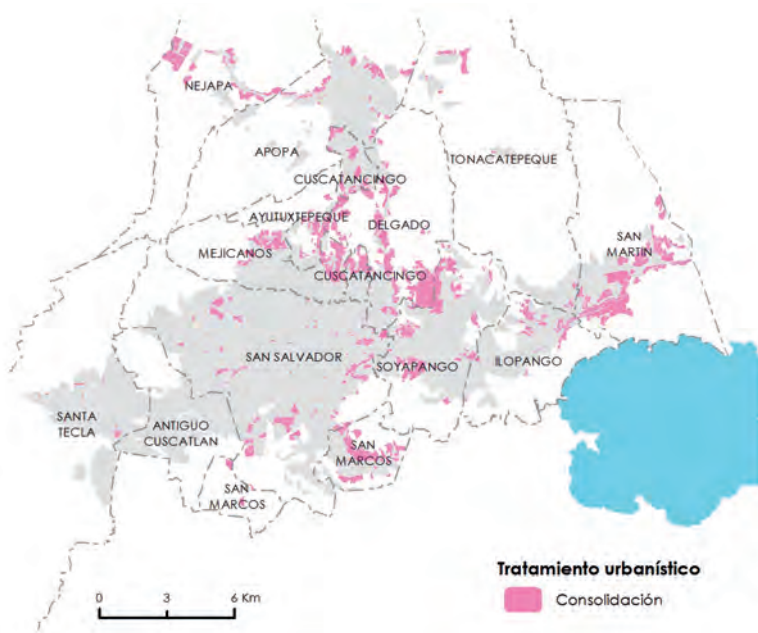 NEJAPA
APOPA
TONACATEPEQUE
CUSCATANCINGO
AYUTUXTEPEQUE
DELGADO
MEJICANOS
SAN
MARTIN
CUSCATANCINGO
SAN SALVADOR
SOYAPANGO
ILOPANGO
SANTA
TECLA
ANTIGUO
CUSCATLAN
SAN
MARCOS
SAN
MARCOS
Tratamiento urbanístico
Consolidación
0 3 6 Km